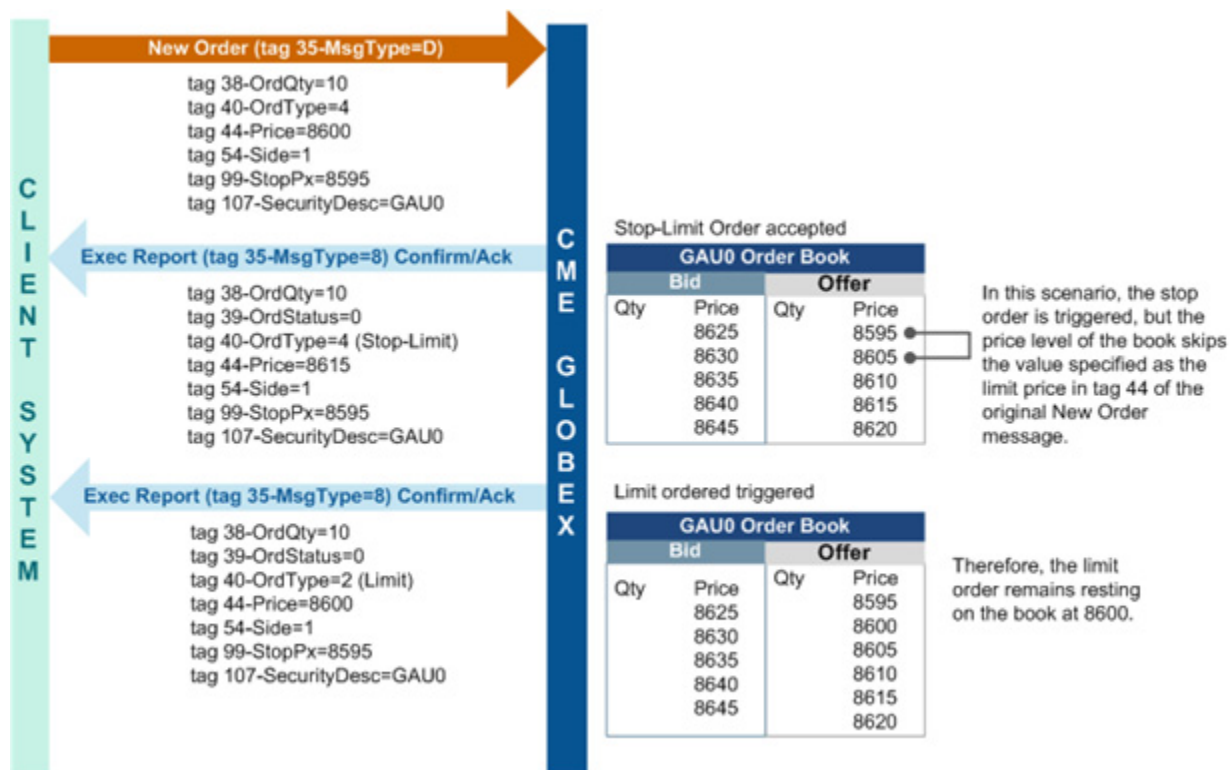 CLIENT SYSTEM
New Order (tag 35-MsgType=D)
tag 38-OrdQty=10
tag 40-OrdType=4
tag 44-Price=8600
tag 54-Side=1
tag 99-StopPx=8595
tag 107-SecurityDesc=GAU0
Exec Report (tag 35-MsgType=8) Confirm/Ack
tag 38-OrdQty=10
tag 39-OrdStatus=0
tag 40-OrdType=4 (Stop-Limit)
tag 44-Price=8615
tag 54-Side=1
tag 99-StopPx=8595
tag 107-SecurityDesc=GAU0
Exec Report (tag 35-MsgType=8) Confirm/Ack
tag 38-OrdQty=10
tag 39-OrdStatus=0
tag 40-OrdType=2 (Limit)
tag 44-Price=8600
tag 54-Side=1
tag 99-StopPx=8595
tag 107-SecurityDesc=GAU0
CME GLOBEX
Stop-Limit Order accepted
GAU0 Order Book
Bid Offer
Qty Price Qty Price
8625 8595
8630 8605
8635 8610
8640 8615
8645 8620
In this scenario, the stop
order is triggered, but the
price level of the book skips
the value specified as the
limit price in tag 44 of the
original New Order
message.
Limit ordered triggered
GAU0 Order Book
Bid Offer
Qty Price Qty Price
8625 8595
8630 8600
8635 8605
8640 8610
8645 8615
8620
Therefore, the limit
order remains resting
on the book at 8600.